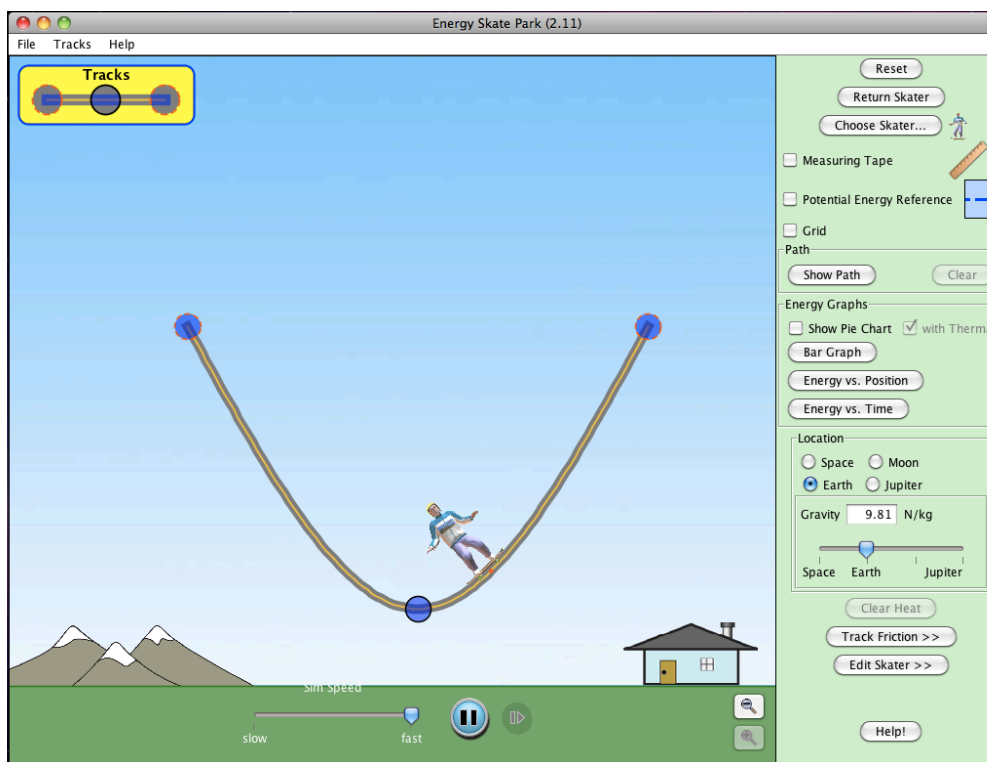 Energy Skate Park (2.11)
File Tracks Help
Tracks
Reset
Return Skater
Choose Skater...
Measuring Tape
Potential Energy Reference
Grid
Path
Show Path Clear
Energy Graphs
Show Pie Chart with Therma
Bar Graph
Energy vs. Position
Energy vs. Time
Location
Space Moon
Earth Jupiter
Gravity 9.81 N/kg
Space Earth Jupiter
Clear Heat
Track Friction >>
Edit Skater >>
Help!
Sim Speed
slow fast